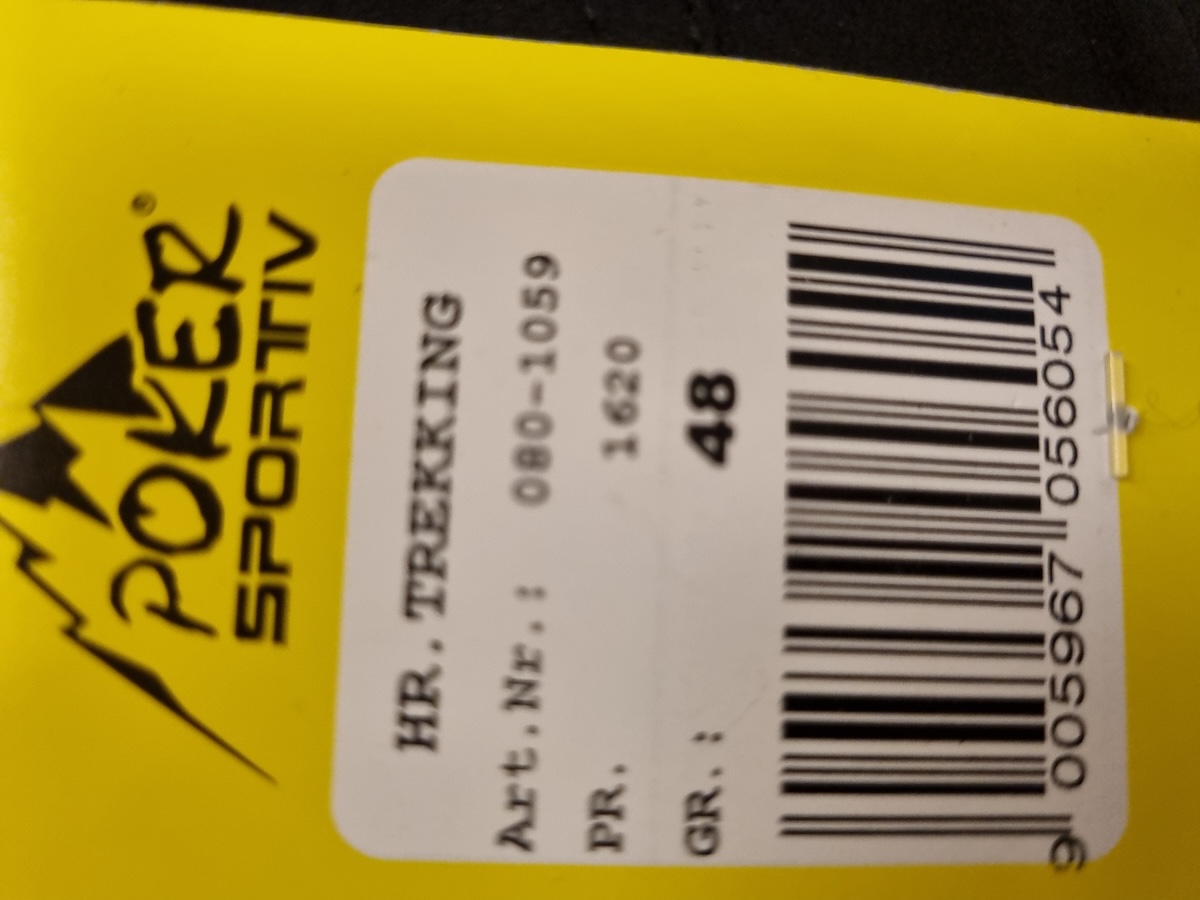 POKER®
SPORTIV
HR. TREKKING
Art.Nr.: 080-1059
PR. 1620
GR.: 48
9 005967 056054